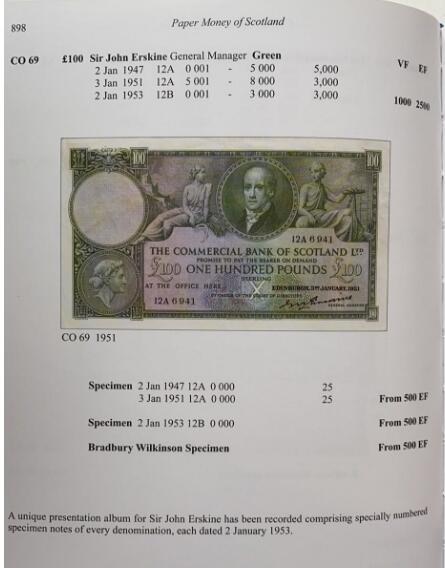 898
Paper Money of Scotland
CO 69 £100 Sir John Erskine General Manager Green
VF EF
2 Jan 1947 12A 0 001 - 5 000 5,000
3 Jan 1951 12A 5 001 - 8 000 3,000
2 Jan 1953 12B 0 001 - 3 000 3,000
1000 2500
100 100
12A 6941
THE COMMERCIAL BANK OF SCOTLAND LTD
PROMISE TO PAY THE BEARER ON DEMAND
£100 ONE HUNDRED POUNDS £100
STERLING
AT THE OFFICE HERE EDINBURGH, 3RD JANUARY, 1951
BY ORDER OF THE COURT OF DIRECTORS
12A 6941
GENERAL MANAGER
CO 69 1951
Specimen 2 Jan 1947 12A 0 000 25
3 Jan 1951 12A 0 000 25 From 500 EF
Specimen 2 Jan 1953 12B 0 000 From 500 EF
Bradbury Wilkinson Specimen From 500 EF
A unique presentation album for Sir John Erskine has been recorded comprising specially numbered
specimen notes of every denomination, each dated 2 January 1953.